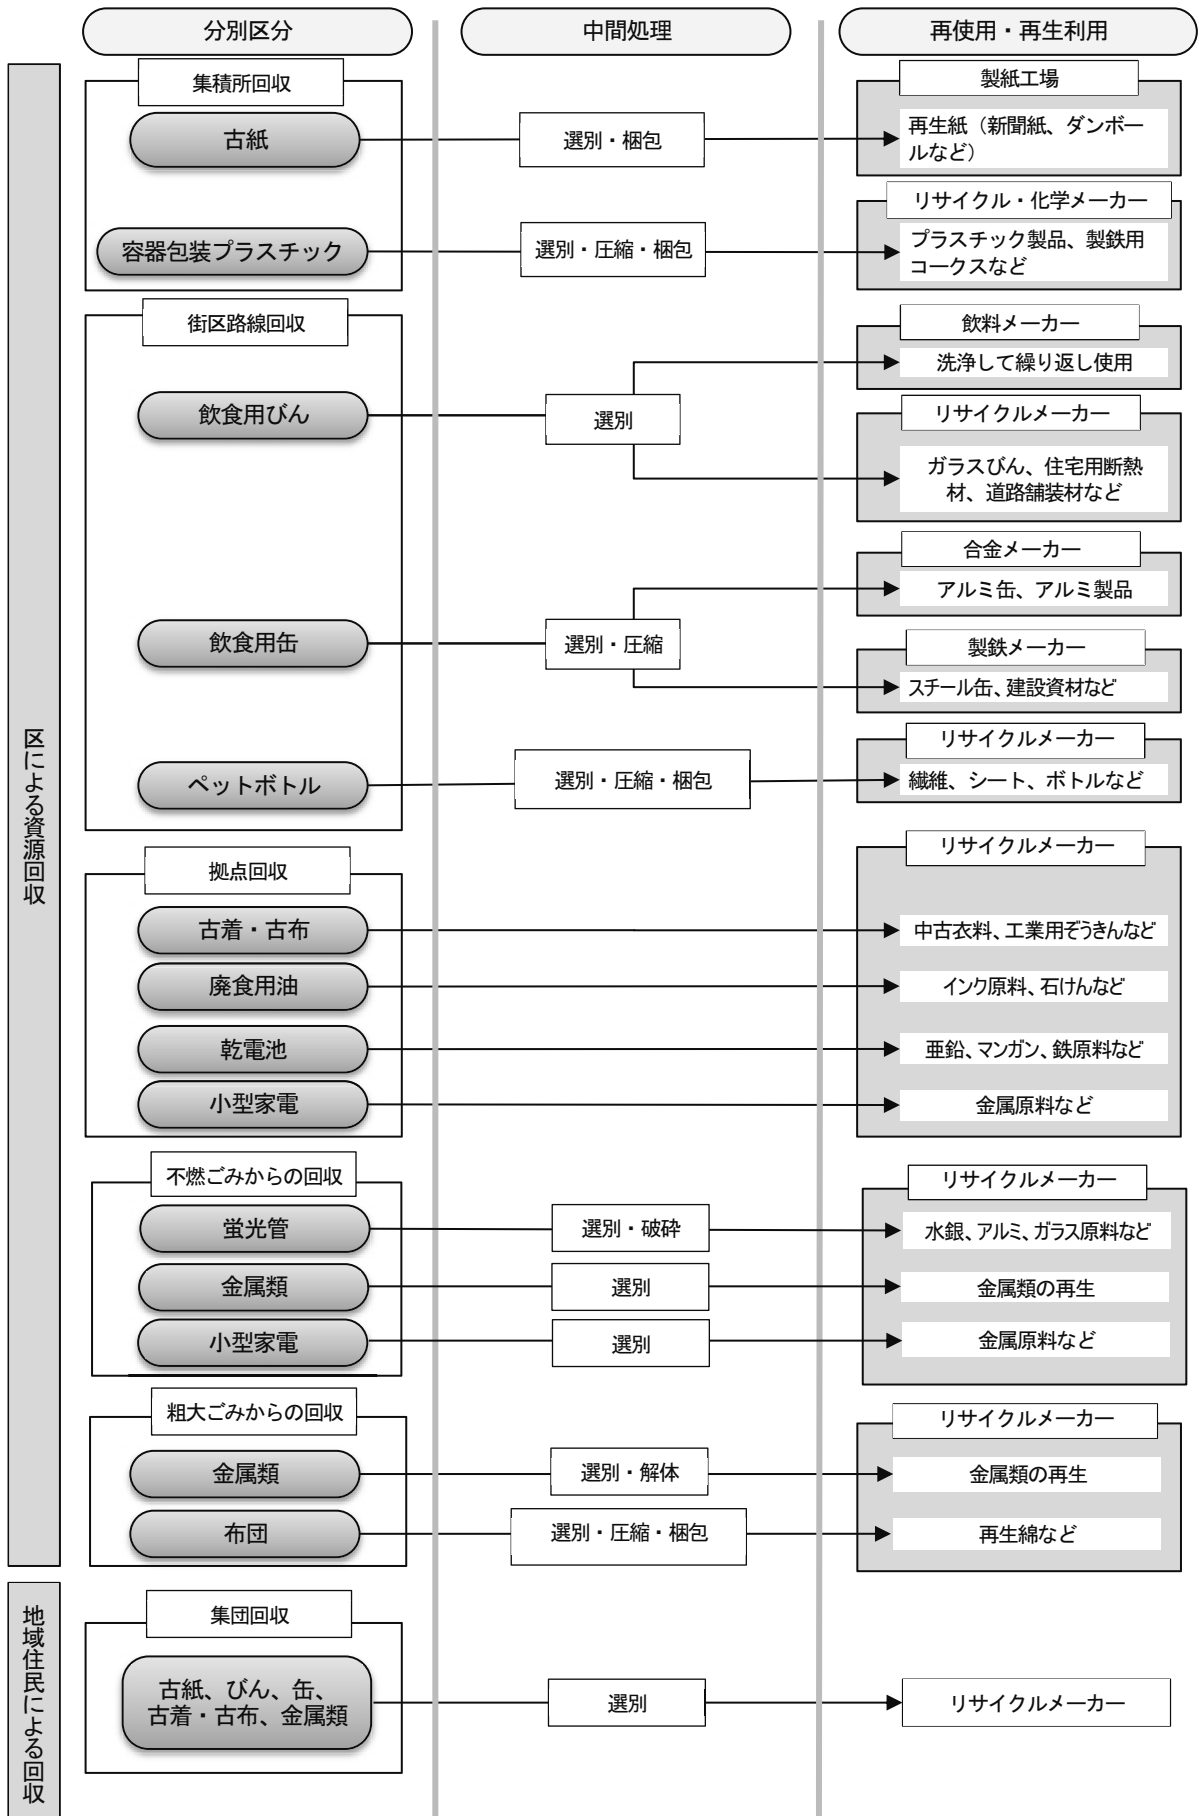 分別区分
中間処理
再使用・再生利用
区による資源回収
集積所回収
製紙工場
古紙
選別・梱包
再生紙（新聞紙、ダンボー
ルなど）
リサイクル・化学メーカー
容器包装プラスチック
選別・圧縮・梱包
プラスチック製品、製鉄用
コークスなど
街区路線回収
飲料メーカー
洗浄して繰り返し使用
飲食用びん
選別
リサイクルメーカー
ガラスびん、住宅用断熱
材、道路舗装材など
合金メーカー
アルミ缶、アルミ製品
飲食用缶
選別・圧縮
製鉄メーカー
スチール缶、建設資材など
リサイクルメーカー
ペットボトル
選別・圧縮・梱包
繊維、シート、ボトルなど
拠点回収
リサイクルメーカー
古着・古布
中古衣料、工業用ぞうきんなど
廃食用油
インク原料、石けんなど
乾電池
亜鉛、マンガン、鉄原料など
小型家電
金属原料など
不燃ごみからの回収
リサイクルメーカー
蛍光管
選別・破砕
水銀、アルミ、ガラス原料など
金属類
選別
金属類の再生
小型家電
選別
金属原料など
粗大ごみからの回収
リサイクルメーカー
金属類
選別・解体
金属類の再生
布団
選別・圧縮・梱包
再生綿など
地域住民による回収
集団回収
古紙、びん、缶、
古着・古布、金属類
選別
リサイクルメーカー